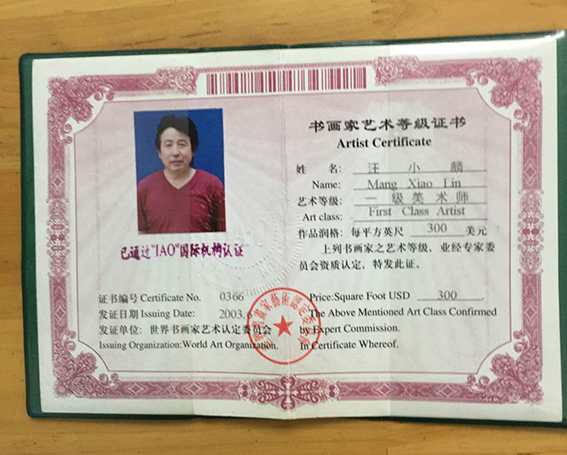 书画家艺术等级证书
Artist Certificate
姓 名: 汪 小 麟
Name: Mang Xiao Lin
艺术等级: 一 级 美 术 师
Art class: First Class Artist
作品润格: 每平方英尺 300 美元
上列书画家之艺术等级,业经专家委
员会资质认定,特发此证。
已通过"IAO"国际机构认证
证书编号 Certificate No. 0366
发证日期 Issuing Date: 2003.
发证单位: 世界书画家艺术认定委员会
Issuing Organization:World Art Organization.
Price:Square Foot USD 300 .
The Above Mentioned Art Class Confirmed
by Expert Commission.
In Certificate Whereof.